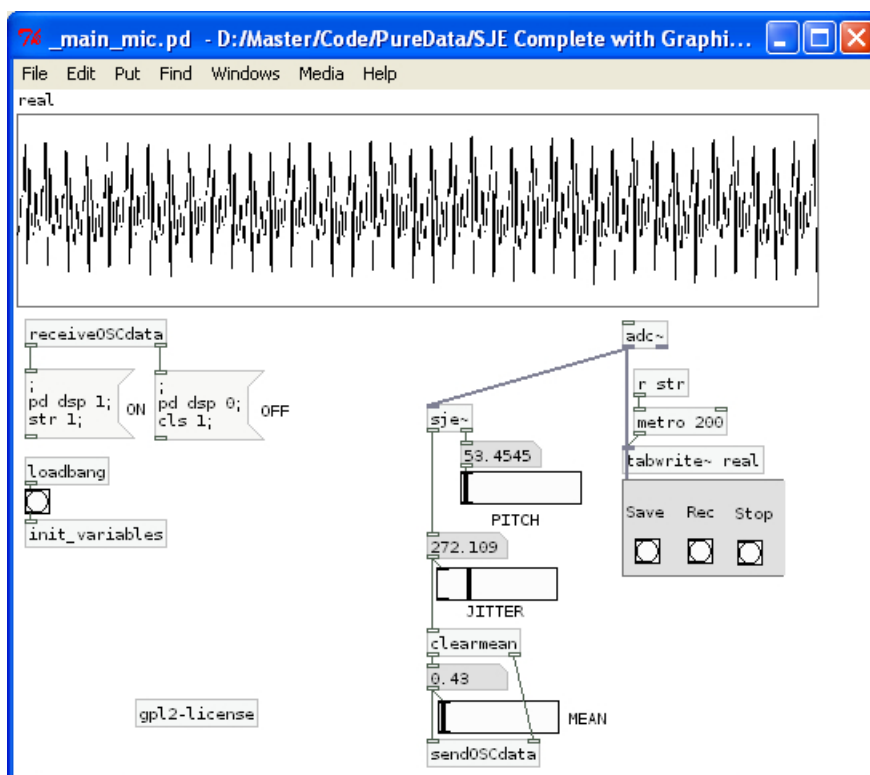 _main_mic.pd - D:/Master/Code/PureData/SJE Complete with Graphi...
File Edit Put Find Windows Media Help
real
receiveOSCdata
;
pd dsp 1;
str 1;
ON
;
pd dsp 0;
cls 1;
OFF
loadbang
init_variables
gpl2-license
sje~
53.4545
PITCH
272.109
JITTER
clearmean
0.43
MEAN
sendOSCdata
adc~
r str
metro 200
tabwrite~ real
Save Rec Stop